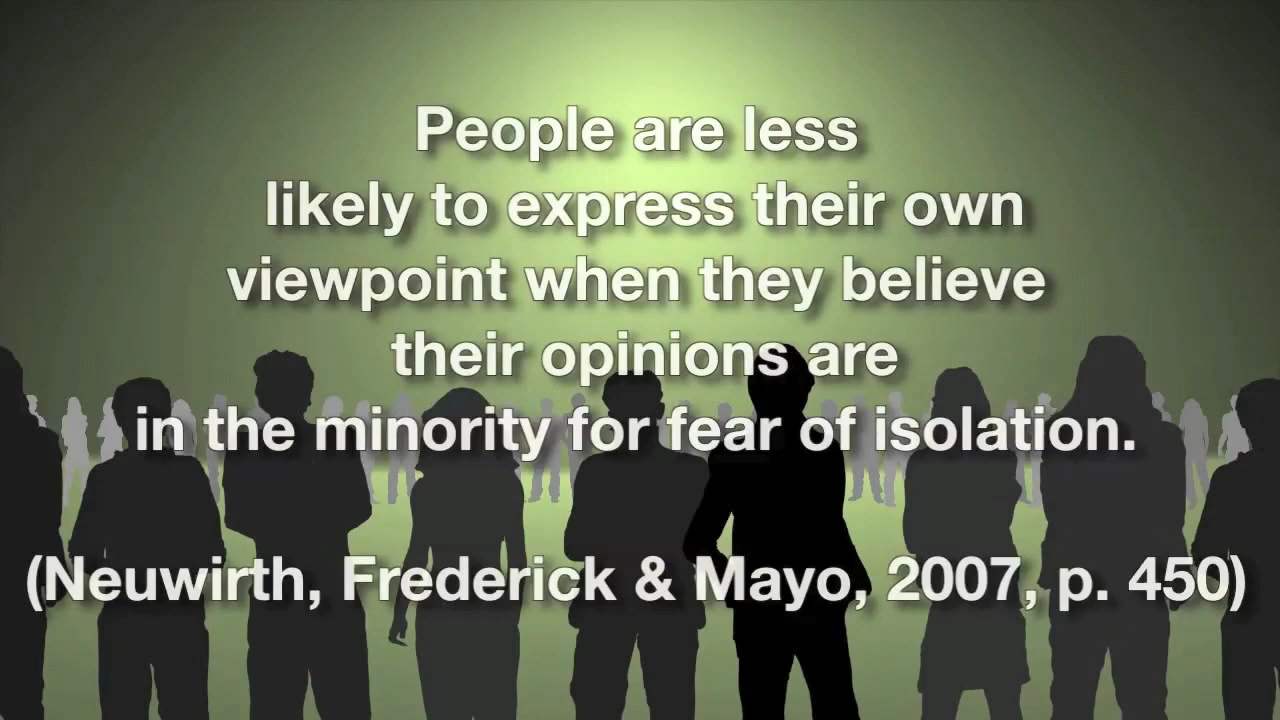 People are less
likely to express their own
viewpoint when they believe
their opinions are
in the minority for fear of isolation.
(Neuwirth, Frederick & Mayo, 2007, p. 450)